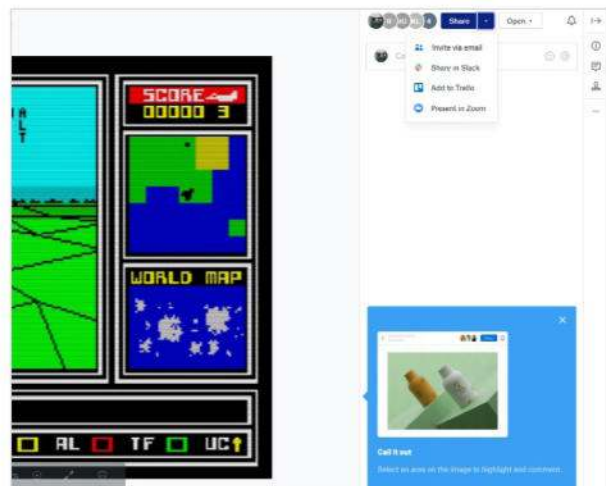 Share
Open
Invite via email
Share in Slack
Add to Trello
Present in Zoom
A
L
T
SCORE
00000 3
WORLD MAP
AL TF UC↑
Call it out
Select an area on the image to highlight and comment.